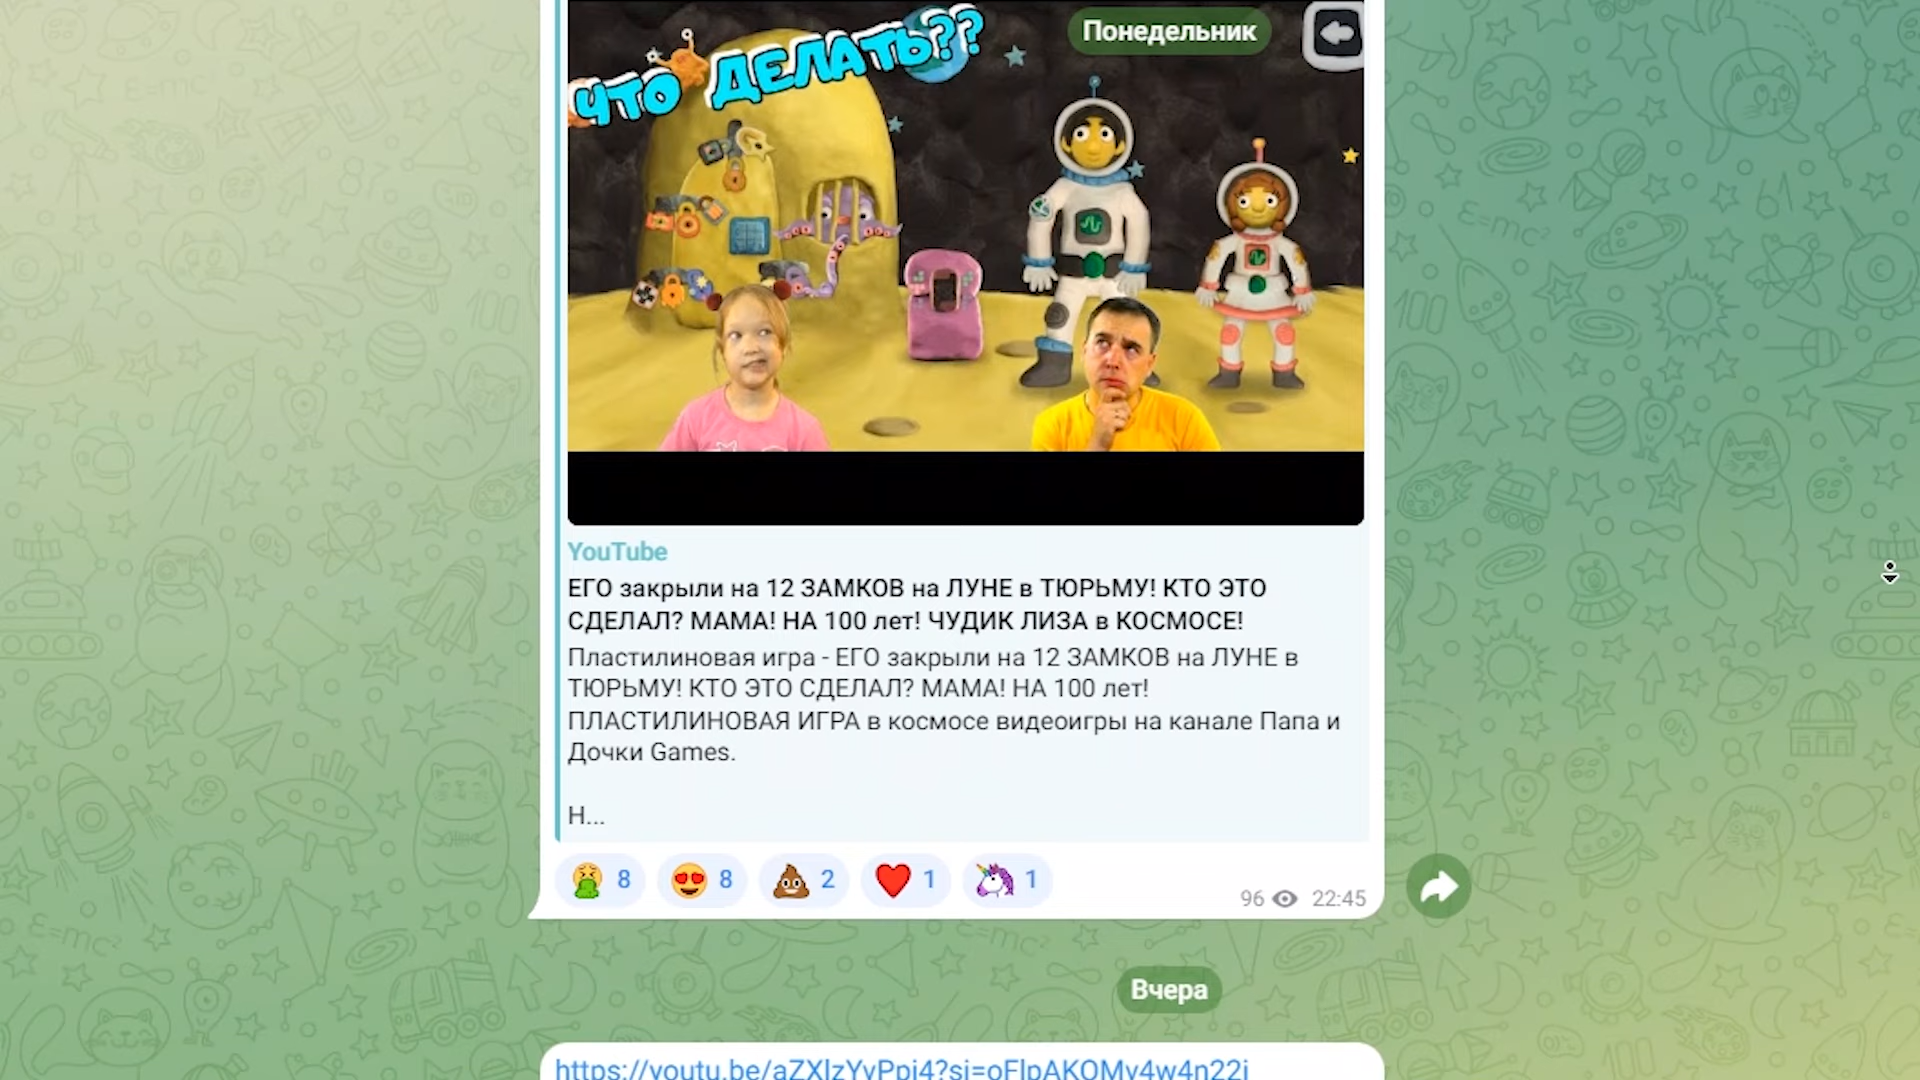 ЧТО ДЕЛАТЬ??
Понедельник
YouTube
ЕГО закрыли на 12 ЗАМКОВ на ЛУНЕ в ТЮРЬМУ! КТО ЭТО
СДЕЛАЛ? МАМА! НА 100 лет! ЧУДИК ЛИЗА в КОСМОСЕ!
Пластилиновая игра - ЕГО закрыли на 12 ЗАМКОВ на ЛУНЕ в
ТЮРЬМУ! КТО ЭТО СДЕЛАЛ? МАМА! НА 100 лет!
ПЛАСТИЛИНОВАЯ ИГРА в космосе видеоигры на канале Папа и
Дочки Games.
Н...
8 8 2 1 1
96 22:45
Вчера